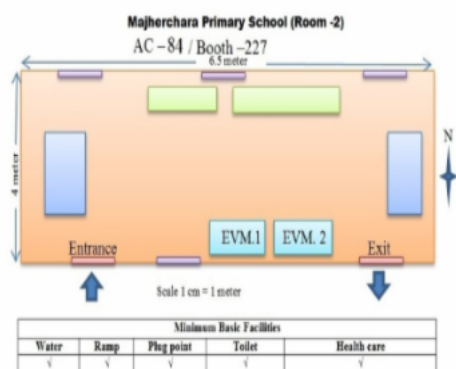 Majherchara Primary School (Room -2)
AC – 84 / Booth –227
6.5 meter
4 meter
N
EVM.1 EVM. 2
Entrance Exit
Scale 1 cm = 1 meter
Minimum Basic Facilities
Water Ramp Plug point Toilet Health care
√ √ √ √ √